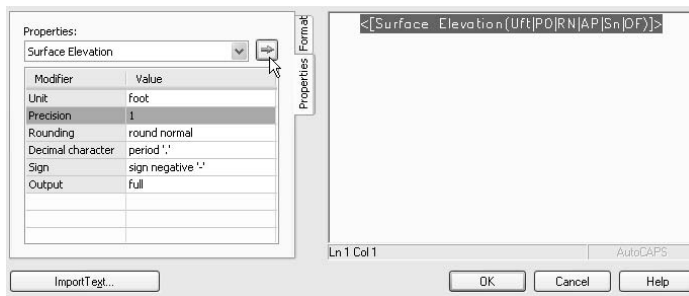 Properties:
Surface Elevation
Modifier Value
Unit foot
Precision 1
Rounding round normal
Decimal character period '.'
Sign sign negative '-'
Output full
Format
Properties
<[Surface Elevation(Uft|P0|RN|AP|Sn|OF)]>
Ln 1 Col 1
AutoCAPS
ImportText...
OK
Cancel
Help